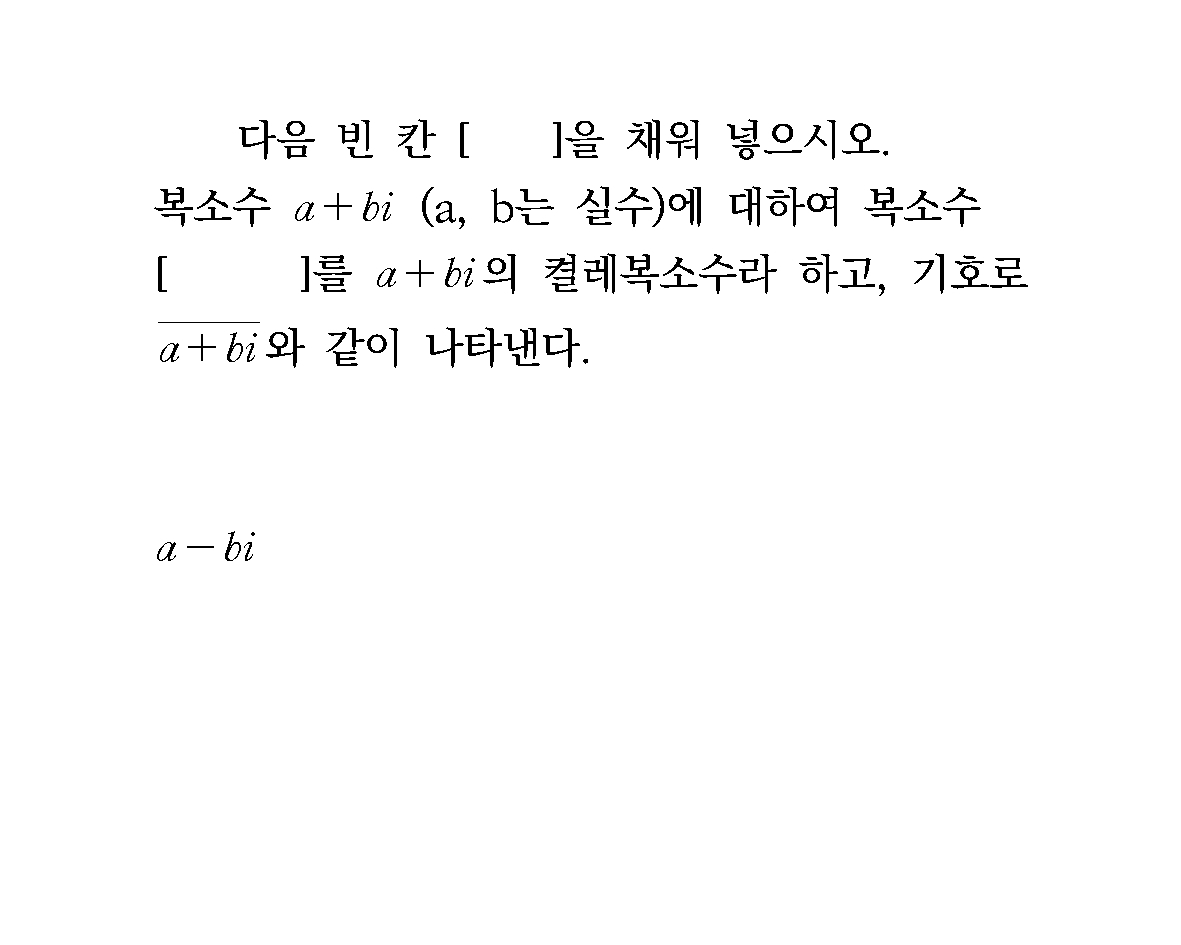 다음 빈 칸 [ ]을 채워 넣으시오.
복소수 a+bi (a, b는 실수)에 대하여 복소수
[ ]를 a+bi의 켤레복소수라 하고, 기호로
\overline{a+bi}와 같이 나타낸다.
a-bi